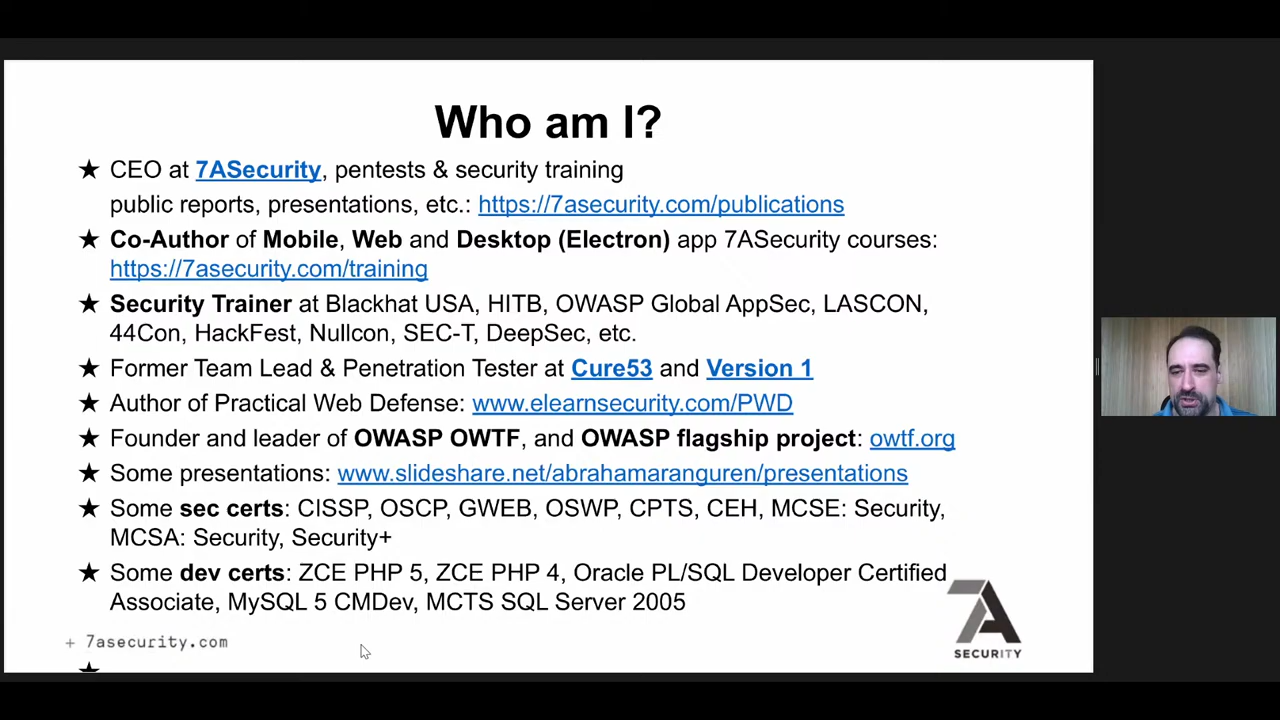 Who am I?
★ CEO at 7ASecurity, pentests & security training
public reports, presentations, etc.: https://7asecurity.com/publications
★ Co-Author of Mobile, Web and Desktop (Electron) app 7ASecurity courses:
https://7asecurity.com/training
★ Security Trainer at Blackhat USA, HITB, OWASP Global AppSec, LASCON,
44Con, HackFest, Nullcon, SEC-T, DeepSec, etc.
★ Former Team Lead & Penetration Tester at Cure53 and Version 1
★ Author of Practical Web Defense: www.elearnsecurity.com/PWD
★ Founder and leader of OWASP OWTF, and OWASP flagship project: owtf.org
★ Some presentations: www.slideshare.net/abrahamaranguren/presentations
★ Some sec certs: CISSP, OSCP, GWEB, OSWP, CPTS, CEH, MCSE: Security,
MCSA: Security, Security+
★ Some dev certs: ZCE PHP 5, ZCE PHP 4, Oracle PL/SQL Developer Certified
Associate, MySQL 5 CMDev, MCTS SQL Server 2005
+ 7asecurity.com
7A
SECURITY